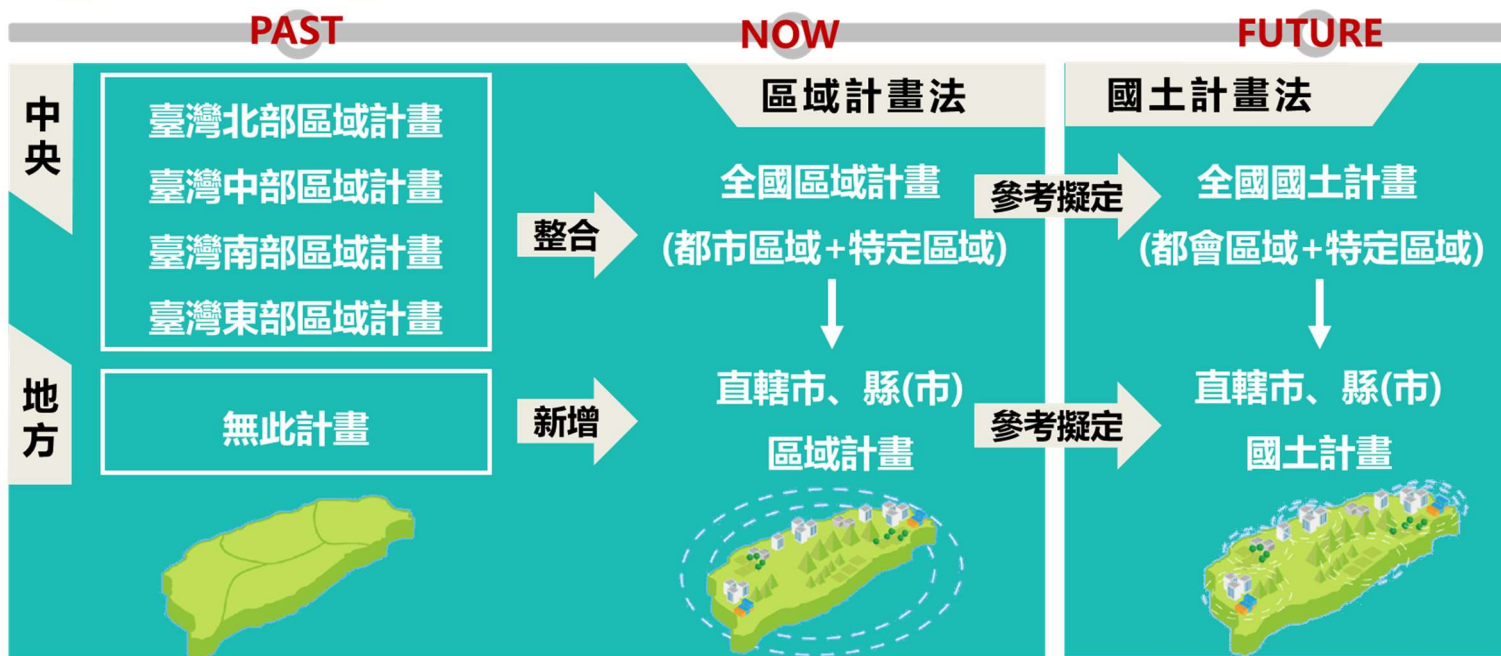 PAST
NOW
FUTURE
中央
臺灣北部區域計畫
臺灣中部區域計畫
臺灣南部區域計畫
臺灣東部區域計畫
地方
無此計畫
整合
新增
區域計畫法
全國區域計畫
(都市區域+特定區域)
直轄市、縣(市)
區域計畫
參考擬定
參考擬定
國土計畫法
全國國土計畫
(都會區域+特定區域)
直轄市、縣(市)
國土計畫